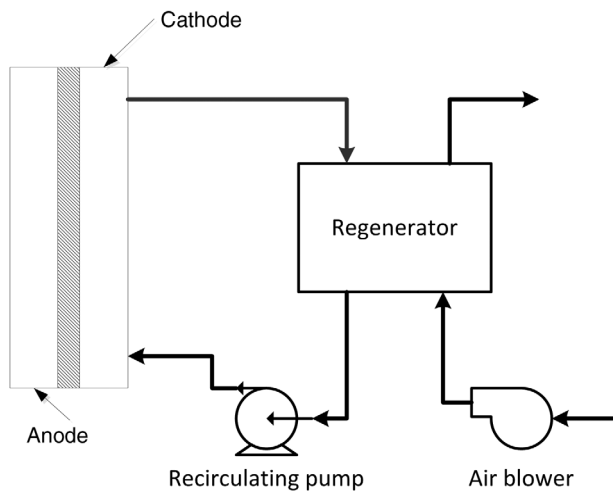 Cathode
Regenerator
Anode
Recirculating pump
Air blower